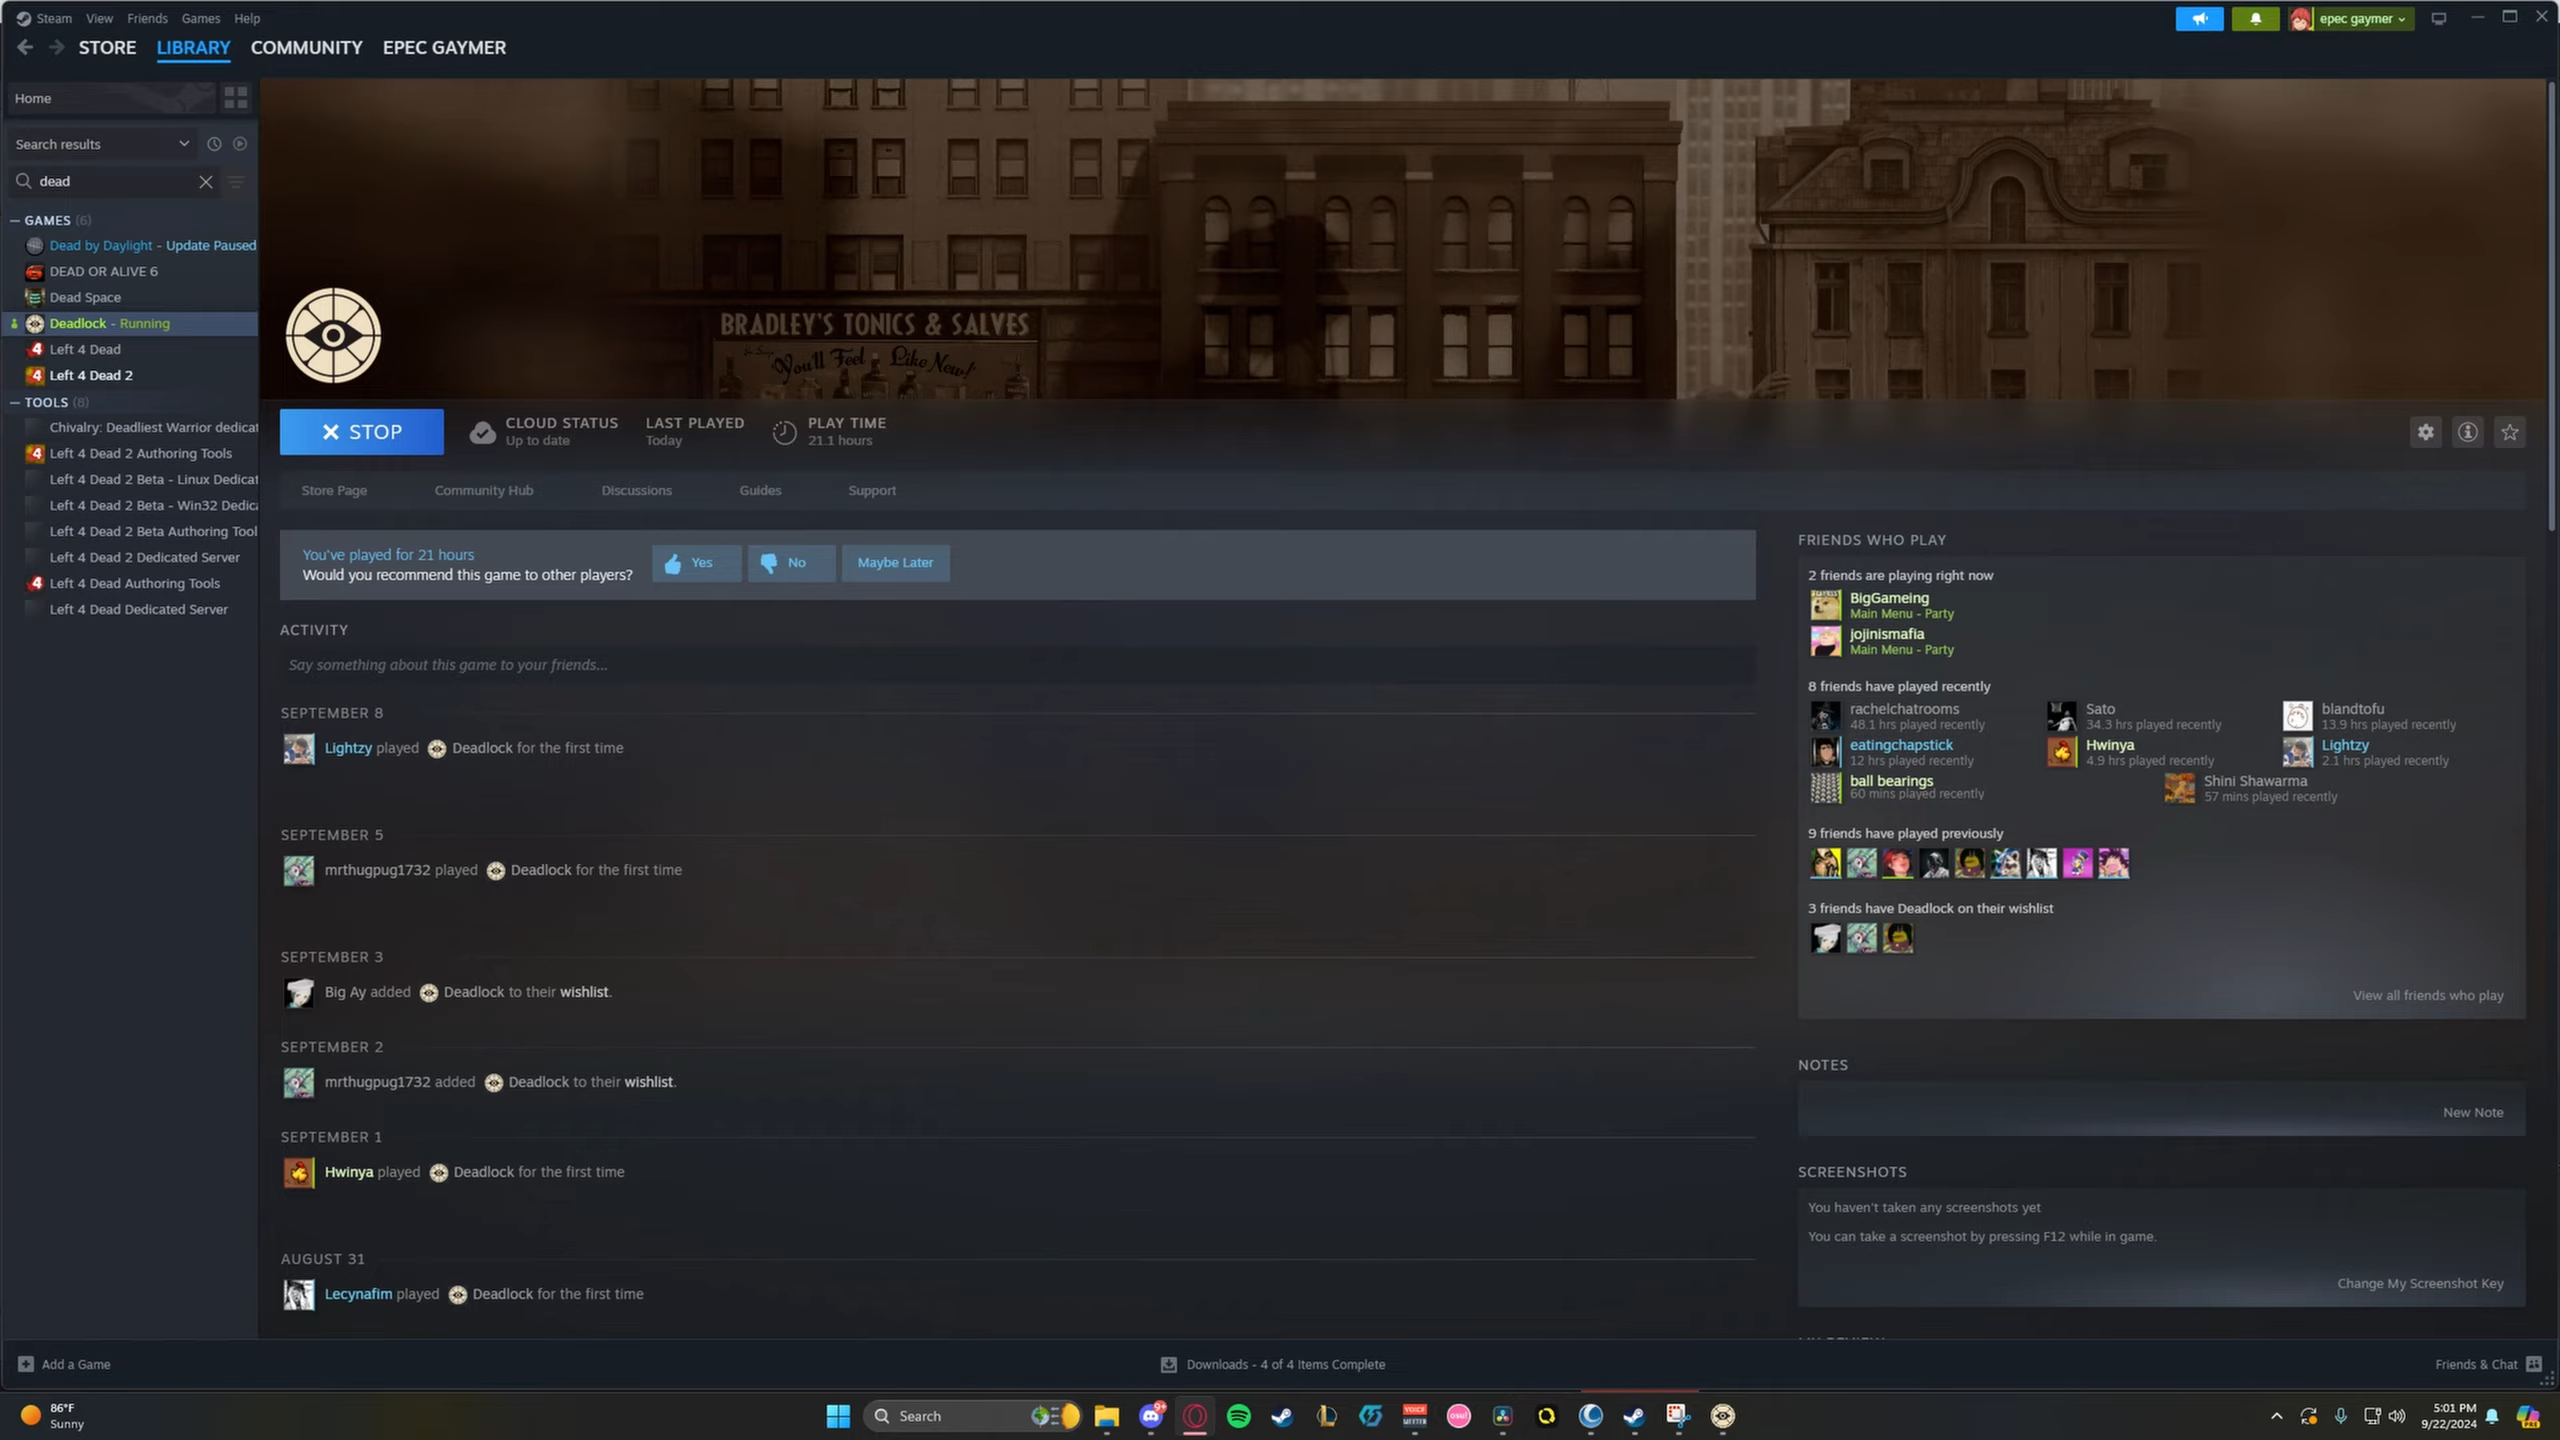 Steam View Friends Games Help
epec gaymer
STORE LIBRARY COMMUNITY EPEC GAYMER
Home
Search results
dead
GAMES (6)
Dead by Daylight - Update Paused
DEAD OR ALIVE 6
Dead Space
Deadlock - Running
Left 4 Dead
Left 4 Dead 2
TOOLS (8)
Chivalry: Deadliest Warrior dedicat
Left 4 Dead 2 Authoring Tools
Left 4 Dead 2 Beta - Linux Dedicat
Left 4 Dead 2 Beta - Win32 Dedic
Left 4 Dead 2 Beta Authoring Tool
Left 4 Dead 2 Dedicated Server
Left 4 Dead Authoring Tools
Left 4 Dead Dedicated Server
BRADLEY'S TONICS & SALVES
You'll Feel Like New!
STOP
CLOUD STATUS
Up to date
LAST PLAYED
Today
PLAY TIME
21.1 hours
Store Page Community Hub Discussions Guides Support
You've played for 21 hours
Would you recommend this game to other players?
Yes No Maybe Later
ACTIVITY
Say something about this game to your friends...
SEPTEMBER 8
Lightzy played Deadlock for the first time
SEPTEMBER 5
mrthugpug1732 played Deadlock for the first time
SEPTEMBER 3
Big Ay added Deadlock to their wishlist.
SEPTEMBER 2
mrthugpug1732 added Deadlock to their wishlist.
SEPTEMBER 1
Hwinya played Deadlock for the first time
AUGUST 31
Lecynafim played Deadlock for the first time
FRIENDS WHO PLAY
2 friends are playing right now
BigGameing
Main Menu - Party
jojinismafia
Main Menu - Party
8 friends have played recently
rachelchatrooms
48.1 hrs played recently
Sato
34.3 hrs played recently
blandtofu
13.9 hrs played recently
eatingchapstick
12 hrs played recently
Hwinya
4.9 hrs played recently
Lightzy
2.1 hrs played recently
ball bearings
60 mins played recently
Shini Shawarma
57 mins played recently
9 friends have played previously
3 friends have Deadlock on their wishlist
View all friends who play
NOTES
New Note
SCREENSHOTS
You haven't taken any screenshots yet
You can take a screenshot by pressing F12 while in game.
Change My Screenshot Key
Add a Game
Downloads - 4 of 4 Items Complete
Friends & Chat
86°F
Sunny
Search
9+
VOICE
MEETER
osu!
5:01 PM
9/22/2024